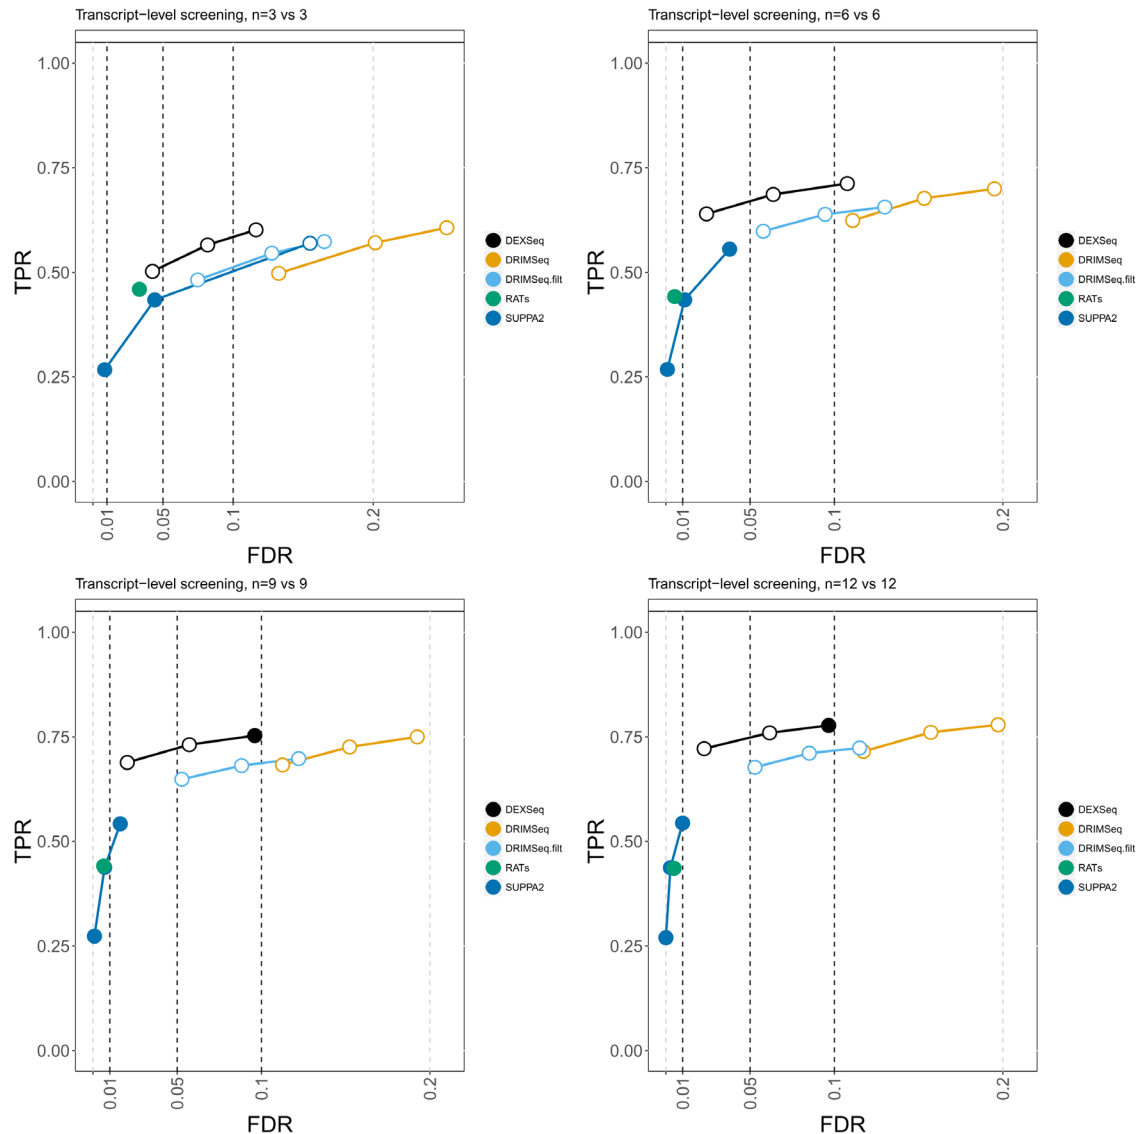 Transcript−level screening, n=3 vs 3
1.00
0.75
0.50
0.25
0.00
TPR
0.01
0.05
0.1
0.2
FDR
DEXSeq
DRIMSeq
DRIMSeq.filt
RATs
SUPPA2
Transcript−level screening, n=6 vs 6
1.00
0.75
0.50
0.25
0.00
TPR
0.01
0.05
0.1
0.2
FDR
DEXSeq
DRIMSeq
DRIMSeq.filt
RATs
SUPPA2
Transcript−level screening, n=9 vs 9
1.00
0.75
0.50
0.25
0.00
TPR
0.01
0.05
0.1
0.2
FDR
DEXSeq
DRIMSeq
DRIMSeq.filt
RATs
SUPPA2
Transcript−level screening, n=12 vs 12
1.00
0.75
0.50
0.25
0.00
TPR
0.01
0.05
0.1
0.2
FDR
DEXSeq
DRIMSeq
DRIMSeq.filt
RATs
SUPPA2